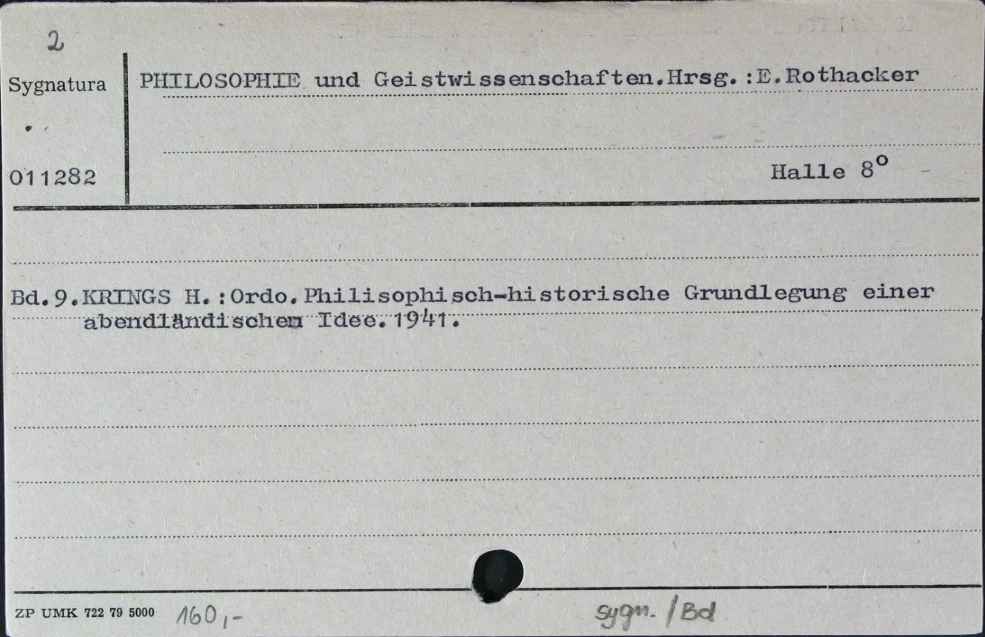 2
Sygnatura
PHILOSOPHIE und Geistwissenschaften.Hrsg.:E.Rothacker
011282
Halle 8°
Bd.9.KRINGS H.:Ordo.Philisophisch-historische Grundlegung einer
abendländischen Idee.1941.
ZP UMK 722 79 5000 160,-
sygn./Bd